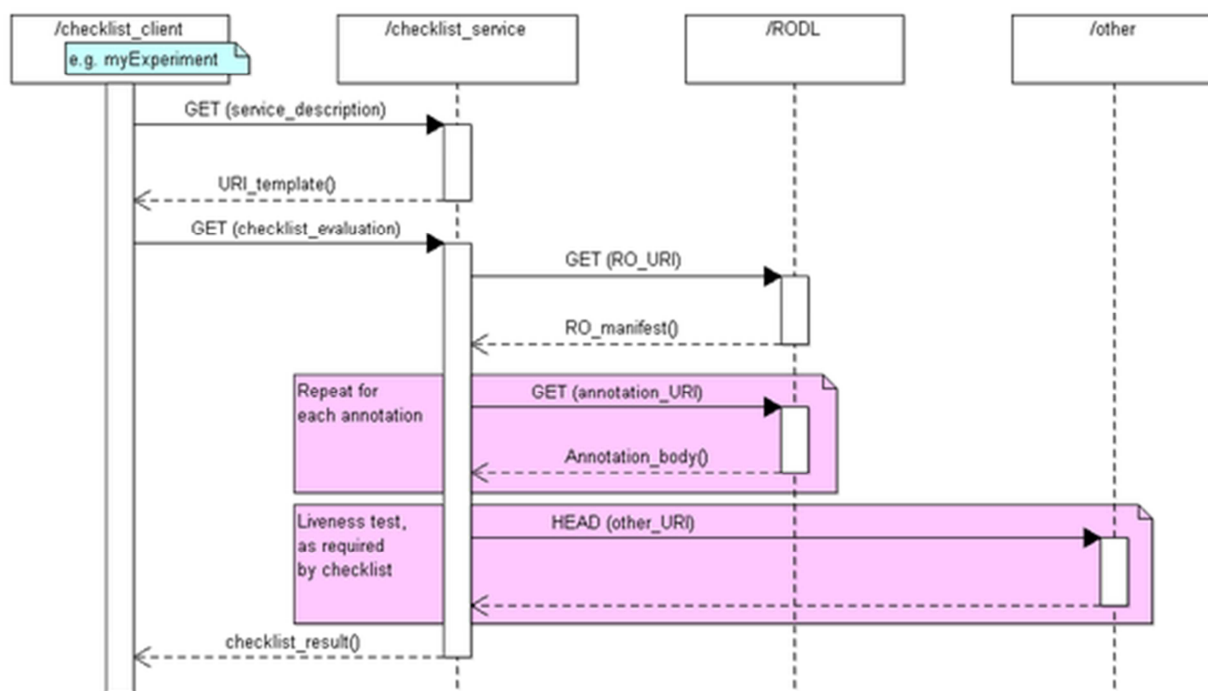 /checklist_client
/checklist_service
/RODL
/other
e.g. myExperiment
GET (service_description)
URI_template()
GET (checklist_evaluation)
GET (RO_URI)
RO_manifest()
Repeat for
each annotation
GET (annotation_URI)
Annotation_body()
Liveness test,
as required
by checklist
HEAD (other_URI)
checklist_result()